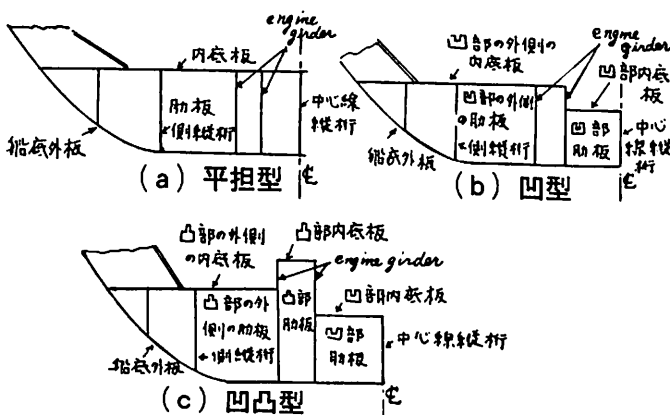 engine
girder
内底板
肋板
側縦桁
中心線
縦桁
船底外板
℄
(a) 平担型
凹部の外側の
内底板
engine
girder
凹部内底
板
凹部の外側
の肋板
側縦桁
凹部
肋板
中心
線縦
桁
船底外板
℄
(b) 凹型
凸部の外側
の内底板
凸部内底板
engine girder
凹部内底板
凸部の外
側の肋板
側縦桁
凸部
肋板
凹部
肋板
中心線縦桁
船底外板
℄
(c) 凹凸型